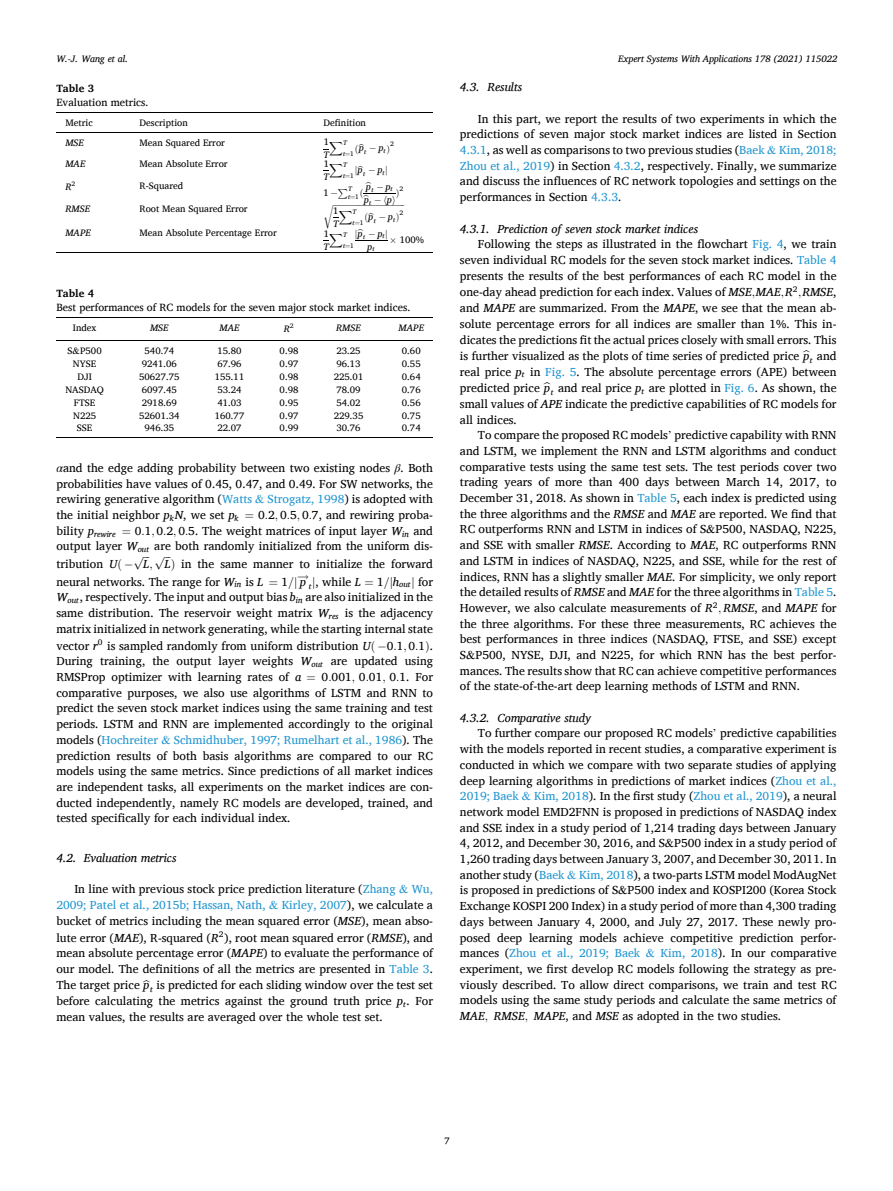 W.-J. Wang et al.
Expert Systems With Applications 178 (2021) 115022
Table 3
Evaluation metrics.
Metric Description Definition
MSE Mean Squared Error 1/T ∑ᵀₜ₌₁ (p̂ₜ − pₜ)²
MAE Mean Absolute Error 1/T ∑ᵀₜ₌₁ |p̂ₜ − pₜ|
R² R-Squared 1 − ∑ᵀₜ₌₁ ( (p̂ₜ − pₜ) / (p̂ₜ − ⟨p⟩) )²
RMSE Root Mean Squared Error √( 1/T ∑ᵀₜ₌₁ (p̂ₜ − pₜ)² )
MAPE Mean Absolute Percentage Error 1/T ∑ᵀₜ₌₁ |p̂ₜ − pₜ| / pₜ × 100%
Table 4
Best performances of RC models for the seven major stock market indices.
Index MSE MAE R² RMSE MAPE
S&P500 540.74 15.80 0.98 23.25 0.60
NYSE 9241.06 67.96 0.97 96.13 0.55
DJI 50627.75 155.11 0.98 225.01 0.64
NASDAQ 6097.45 53.24 0.98 78.09 0.76
FTSE 2918.69 41.03 0.95 54.02 0.56
N225 52601.34 160.77 0.97 229.35 0.75
SSE 946.35 22.07 0.99 30.76 0.74
αand the edge adding probability between two existing nodes β. Both
probabilities have values of 0.45, 0.47, and 0.49. For SW networks, the
rewiring generative algorithm (Watts & Strogatz, 1998) is adopted with
the initial neighbor pₖN, we set pₖ = 0.2, 0.5, 0.7, and rewiring proba-
bility p_rewire = 0.1, 0.2, 0.5. The weight matrices of input layer W_in and
output layer W_out are both randomly initialized from the uniform dis-
tribution U( −√L, √L) in the same manner to initialize the forward
neural networks. The range for W_in is L = 1/|p⃗ₜ|, while L = 1/|h_out| for
W_out, respectively. The input and output bias b_in are also initialized in the
same distribution. The reservoir weight matrix W_res is the adjacency
matrix initialized in network generating, while the starting internal state
vector r⁰ is sampled randomly from uniform distribution U( −0.1, 0.1).
During training, the output layer weights W_out are updated using
RMSProp optimizer with learning rates of a = 0.001, 0.01, 0.1. For
comparative purposes, we also use algorithms of LSTM and RNN to
predict the seven stock market indices using the same training and test
periods. LSTM and RNN are implemented accordingly to the original
models (Hochreiter & Schmidhuber, 1997; Rumelhart et al., 1986). The
prediction results of both basis algorithms are compared to our RC
models using the same metrics. Since predictions of all market indices
are independent tasks, all experiments on the market indices are con-
ducted independently, namely RC models are developed, trained, and
tested specifically for each individual index.
4.2. Evaluation metrics
In line with previous stock price prediction literature (Zhang & Wu,
2009; Patel et al., 2015b; Hassan, Nath, & Kirley, 2007), we calculate a
bucket of metrics including the mean squared error (MSE), mean abso-
lute error (MAE), R-squared (R²), root mean squared error (RMSE), and
mean absolute percentage error (MAPE) to evaluate the performance of
our model. The definitions of all the metrics are presented in Table 3.
The target price p̂ₜ is predicted for each sliding window over the test set
before calculating the metrics against the ground truth price pₜ. For
mean values, the results are averaged over the whole test set.
4.3. Results
In this part, we report the results of two experiments in which the
predictions of seven major stock market indices are listed in Section
4.3.1, as well as comparisons to two previous studies (Baek & Kim, 2018;
Zhou et al., 2019) in Section 4.3.2, respectively. Finally, we summarize
and discuss the influences of RC network topologies and settings on the
performances in Section 4.3.3.
4.3.1. Prediction of seven stock market indices
Following the steps as illustrated in the flowchart Fig. 4, we train
seven individual RC models for the seven stock market indices. Table 4
presents the results of the best performances of each RC model in the
one-day ahead prediction for each index. Values of MSE,MAE,R²,RMSE,
and MAPE are summarized. From the MAPE, we see that the mean ab-
solute percentage errors for all indices are smaller than 1%. This in-
dicates the predictions fit the actual prices closely with small errors. This
is further visualized as the plots of time series of predicted price p̂ₜ and
real price pₜ in Fig. 5. The absolute percentage errors (APE) between
predicted price p̂ₜ and real price pₜ are plotted in Fig. 6. As shown, the
small values of APE indicate the predictive capabilities of RC models for
all indices.
To compare the proposed RC models' predictive capability with RNN
and LSTM, we implement the RNN and LSTM algorithms and conduct
comparative tests using the same test sets. The test periods cover two
trading years of more than 400 days between March 14, 2017, to
December 31, 2018. As shown in Table 5, each index is predicted using
the three algorithms and the RMSE and MAE are reported. We find that
RC outperforms RNN and LSTM in indices of S&P500, NASDAQ, N225,
and SSE with smaller RMSE. According to MAE, RC outperforms RNN
and LSTM in indices of NASDAQ, N225, and SSE, while for the rest of
indices, RNN has a slightly smaller MAE. For simplicity, we only report
the detailed results of RMSE and MAE for the three algorithms in Table 5.
However, we also calculate measurements of R², RMSE, and MAPE for
the three algorithms. For these three measurements, RC achieves the
best performances in three indices (NASDAQ, FTSE, and SSE) except
S&P500, NYSE, DJI, and N225, for which RNN has the best perfor-
mances. The results show that RC can achieve competitive performances
of the state-of-the-art deep learning methods of LSTM and RNN.
4.3.2. Comparative study
To further compare our proposed RC models' predictive capabilities
with the models reported in recent studies, a comparative experiment is
conducted in which we compare with two separate studies of applying
deep learning algorithms in predictions of market indices (Zhou et al.,
2019; Baek & Kim, 2018). In the first study (Zhou et al., 2019), a neural
network model EMD2FNN is proposed in predictions of NASDAQ index
and SSE index in a study period of 1,214 trading days between January
4, 2012, and December 30, 2016, and S&P500 index in a study period of
1,260 trading days between January 3, 2007, and December 30, 2011. In
another study (Baek & Kim, 2018), a two-parts LSTM model ModAugNet
is proposed in predictions of S&P500 index and KOSPI200 (Korea Stock
Exchange KOSPI 200 Index) in a study period of more than 4,300 trading
days between January 4, 2000, and July 27, 2017. These newly pro-
posed deep learning models achieve competitive prediction perfor-
mances (Zhou et al., 2019; Baek & Kim, 2018). In our comparative
experiment, we first develop RC models following the strategy as pre-
viously described. To allow direct comparisons, we train and test RC
models using the same study periods and calculate the same metrics of
MAE, RMSE, MAPE, and MSE as adopted in the two studies.
7